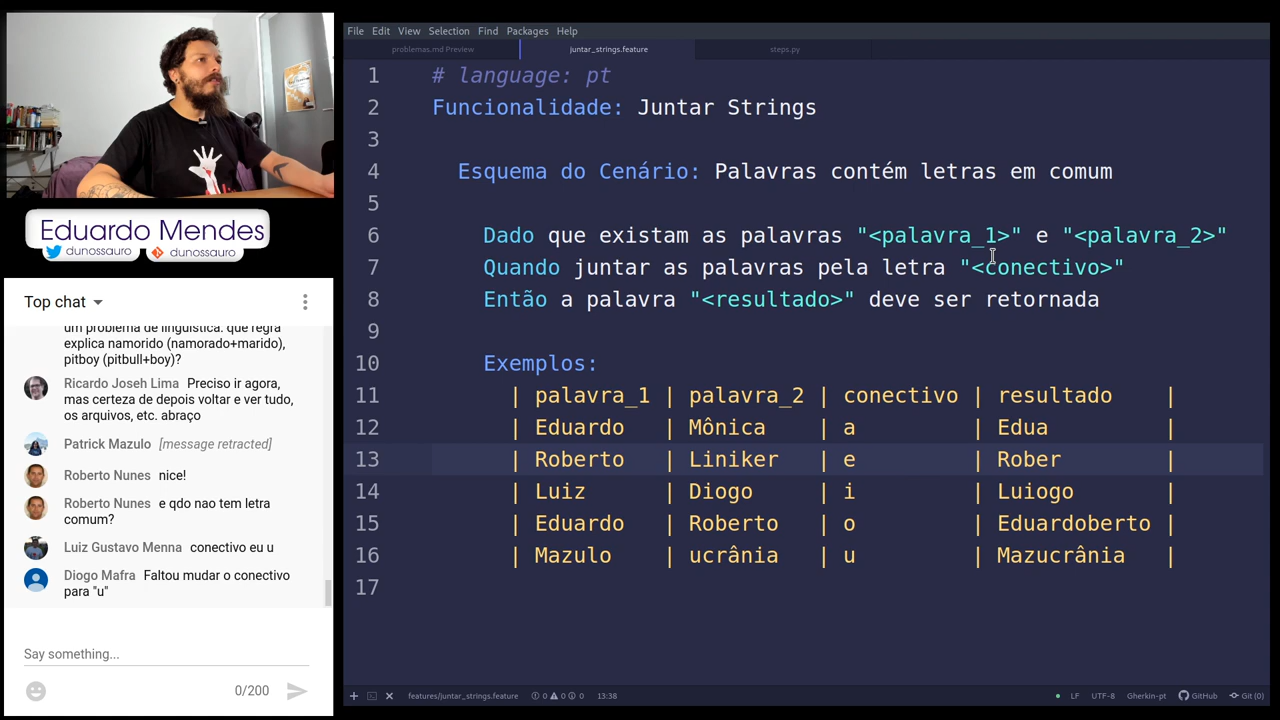 File Edit View Selection Find Packages Help
problemas.md Preview
juntar_strings.feature
steps.py
1 # language: pt
2 Funcionalidade: Juntar Strings
3
4 Esquema do Cenário: Palavras contém letras em comum
5
6 Dado que existam as palavras "<palavra_1>" e "<palavra_2>"
7 Quando juntar as palavras pela letra "<conectivo>"
8 Então a palavra "<resultado>" deve ser retornada
9
10 Exemplos:
11 | palavra_1 | palavra_2 | conectivo | resultado |
12 | Eduardo | Mônica | a | Edua |
13 | Roberto | Liniker | e | Rober |
14 | Luiz | Diogo | i | Luiogo |
15 | Eduardo | Roberto | o | Eduardoberto |
16 | Mazulo | ucrânia | u | Mazucrânia |
17
features/juntar_strings.feature 0 0 0 13:38 LF UTF-8 Gherkin-pt GitHub Git (0)
Eduardo Mendes
dunossauro dunossauro
Top chat
um problema de linguística. que regra
explica namorido (namorado+marido),
pitboy (pitbull+boy)?
Ricardo Joseh Lima Preciso ir agora,
mas certeza de depois voltar e ver tudo,
os arquivos, etc. abraço
Patrick Mazulo [message retracted]
Roberto Nunes nice!
Roberto Nunes e qdo nao tem letra
comum?
Luiz Gustavo Menna conectivo eu u
Diogo Mafra Faltou mudar o conectivo
para "u"
Say something...
0/200